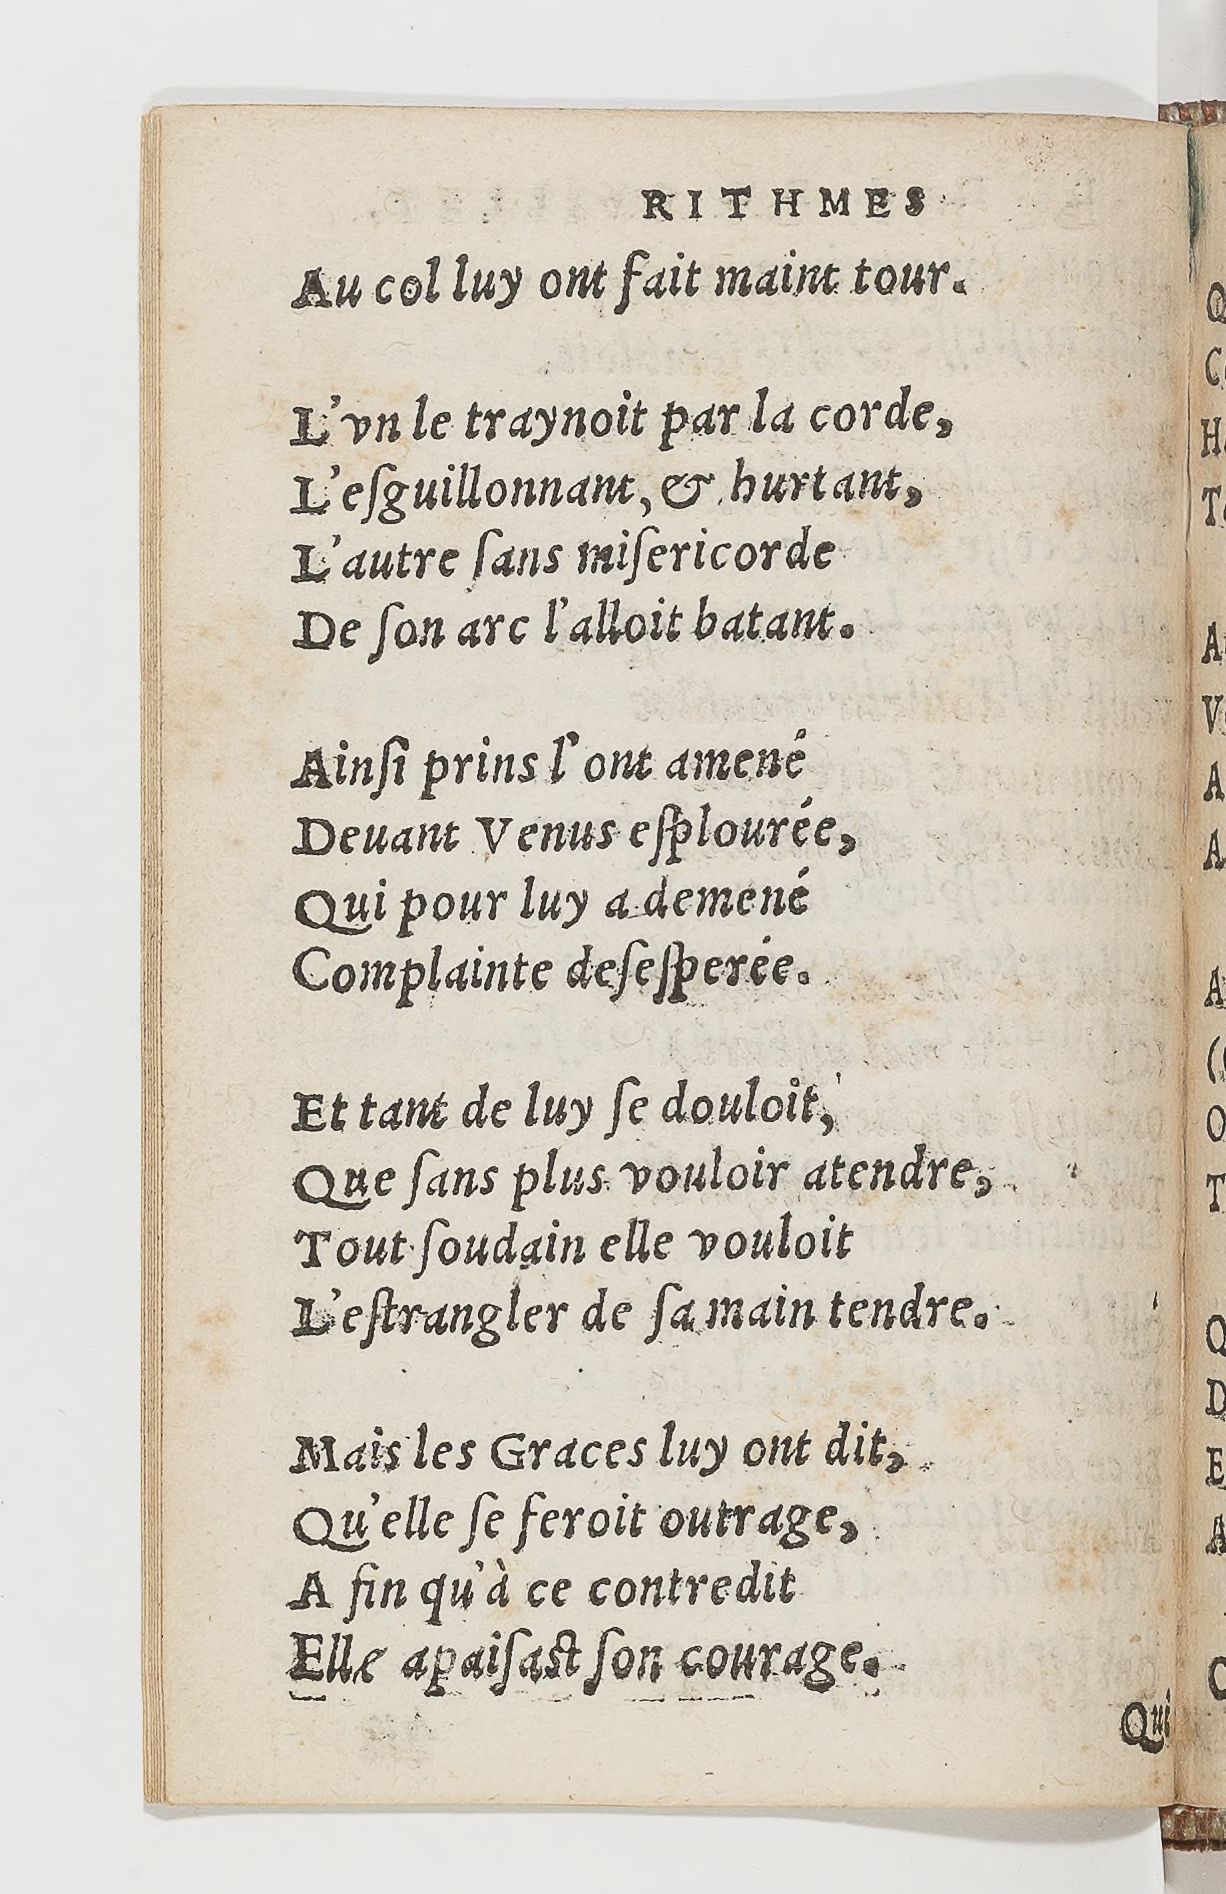 RITHMES
Au col luy ont fait maint tour.
L'vn le traynoit par la corde,
L'eſguillonnant, & hurtant,
L'autre ſans miſericorde
De ſon arc l'alloit batant.
Ainſi prins l'ont amené
Deuant Venus eſplourée,
Qui pour luy a demené
Complainte deſeſperée.
Et tant de luy ſe douloit,
Que ſans plus vouloir atendre,
Tout ſoudain elle vouloit
L'eſtrangler de ſa main tendre.
Mais les Graces luy ont dit,
Qu'elle ſe feroit outrage,
A fin qu'à ce contredit
Elle apaiſaſt ſon courage.
Qui